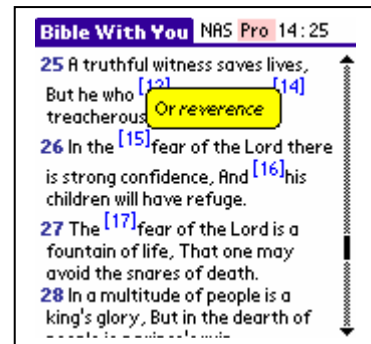 Bible With You NAS Pro 14:25
25 A truthful witness saves lives,
But he who [14]
treacherous
Or reverence
26 In the [15]fear of the Lord there
is strong confidence, And [16]his
children will have refuge.
27 The [17]fear of the Lord is a
fountain of life, That one may
avoid the snares of death.
28 In a multitude of people is a
king's glory, But in the dearth of